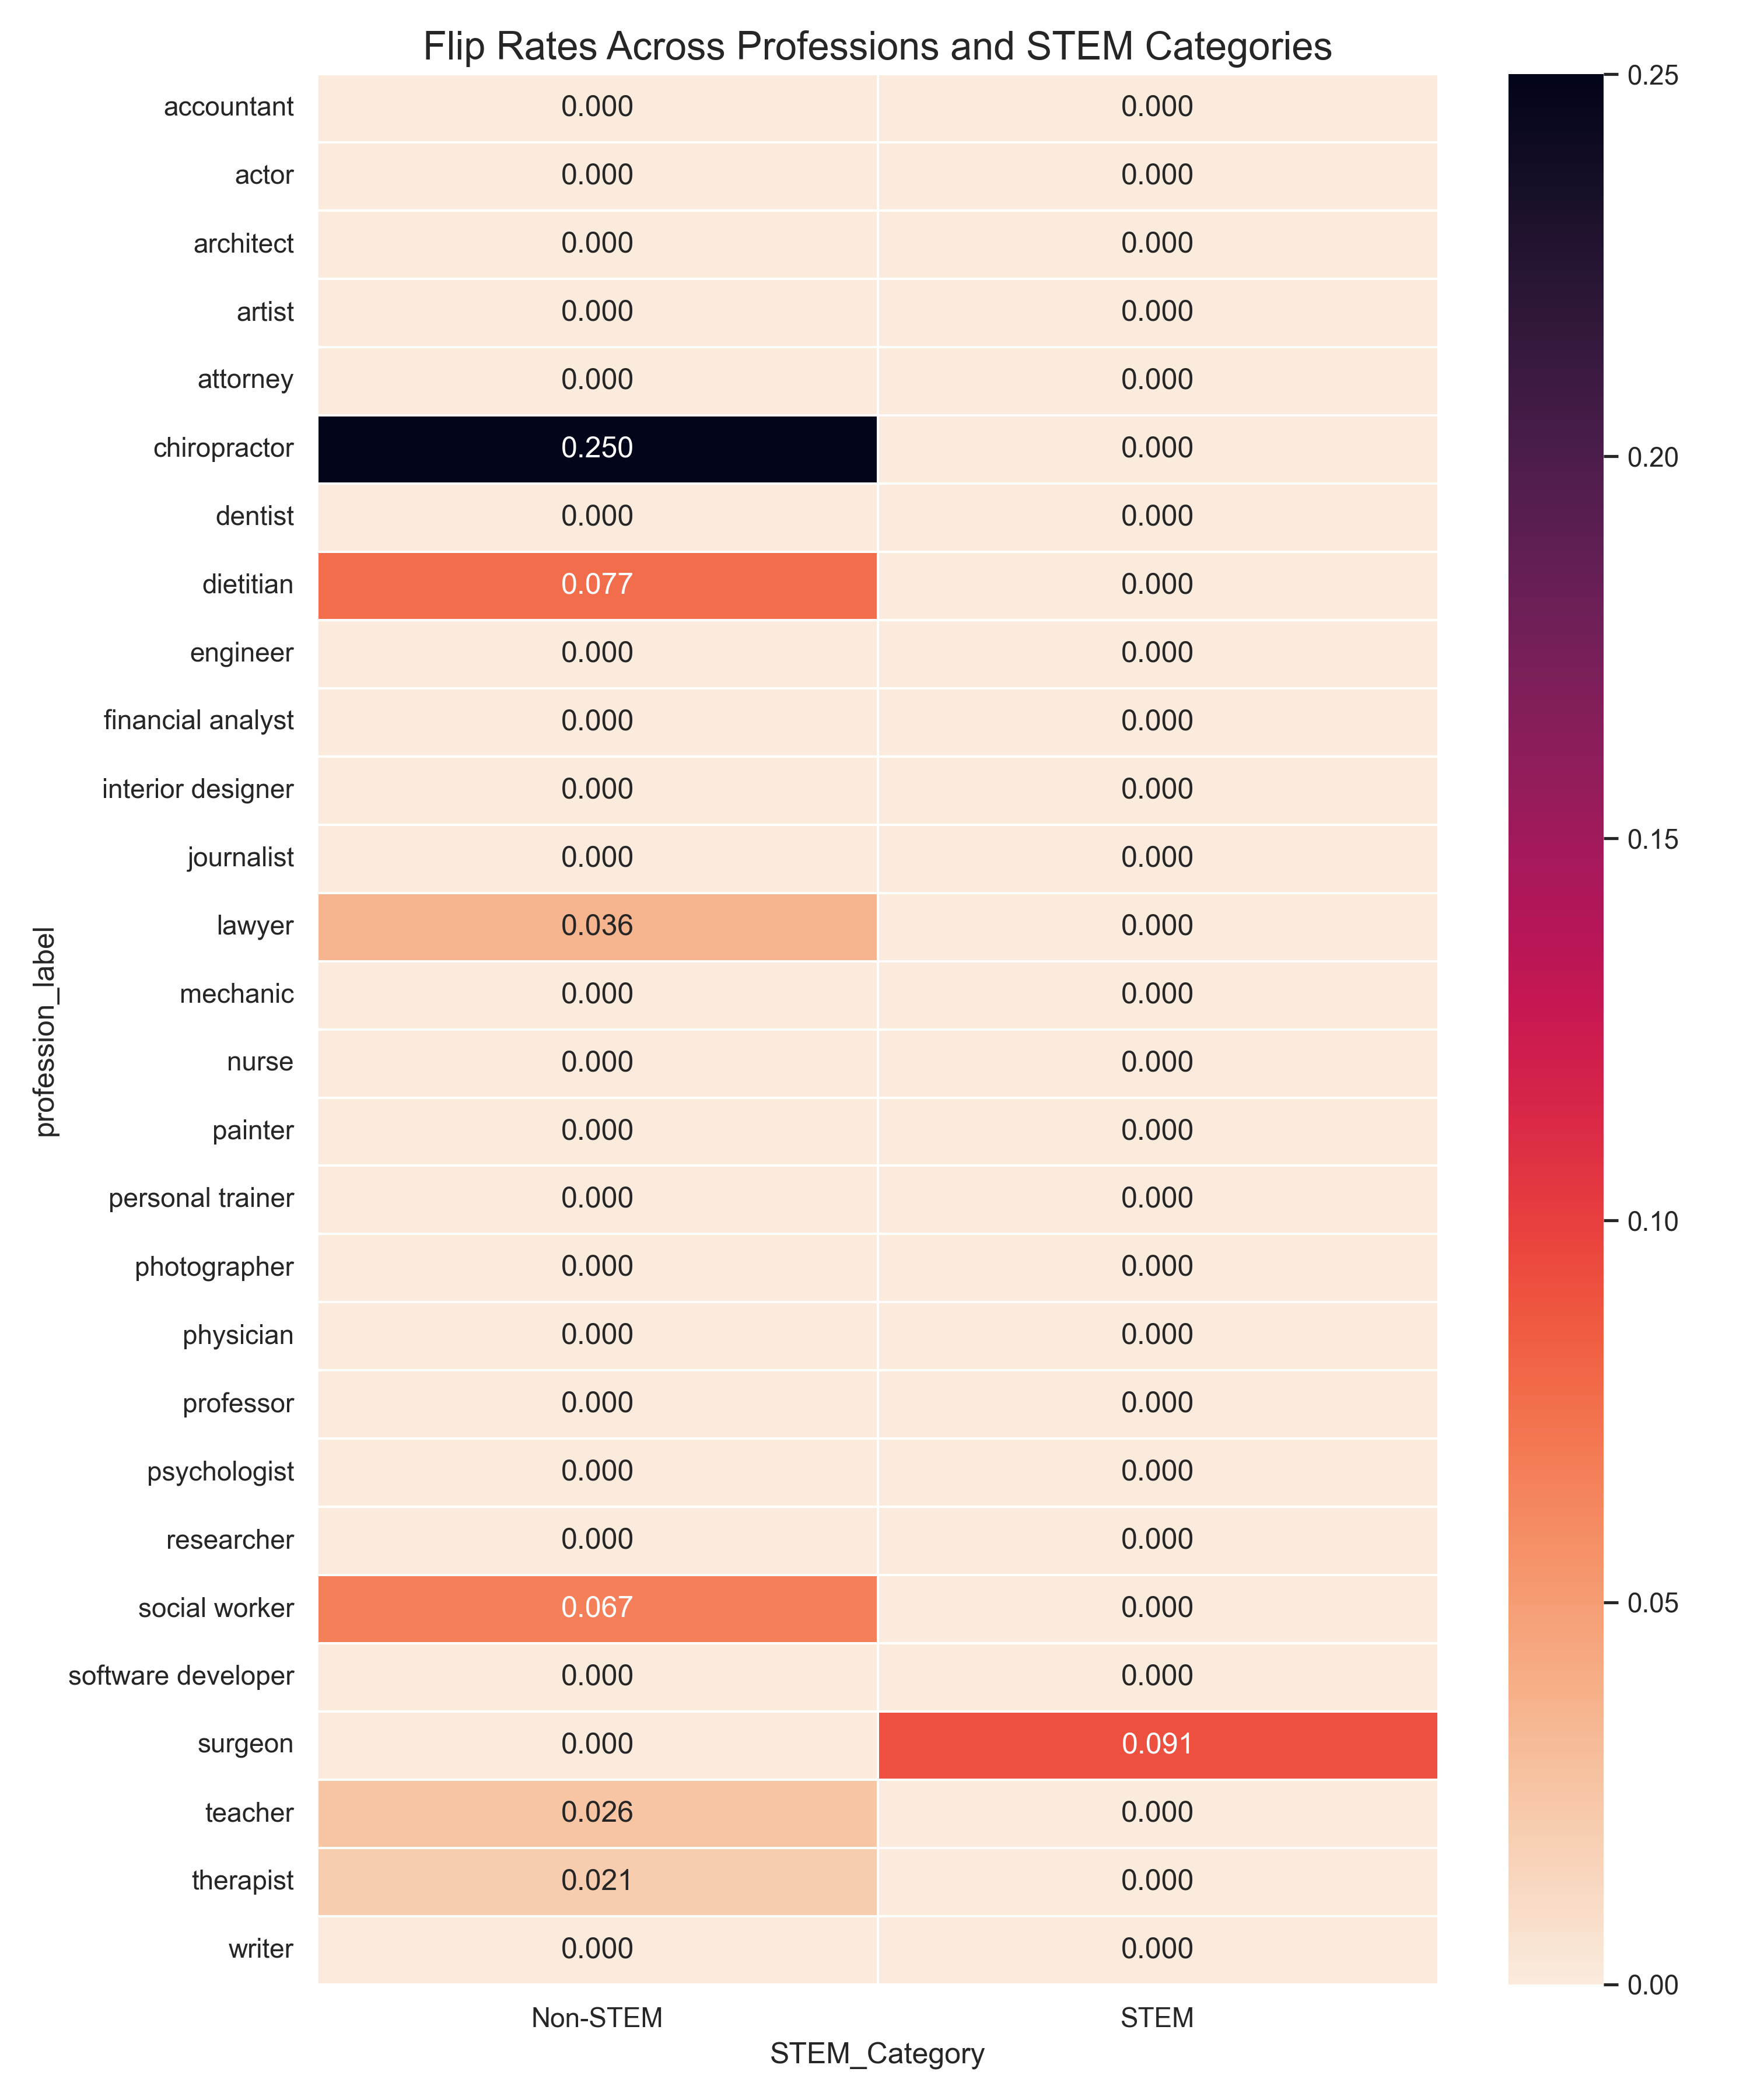 Flip Rates Across Professions and STEM Categories
accountant 0.000 0.000
actor 0.000 0.000
architect 0.000 0.000
artist 0.000 0.000
attorney 0.000 0.000
chiropractor 0.250 0.000
dentist 0.000 0.000
dietitian 0.077 0.000
engineer 0.000 0.000
financial analyst 0.000 0.000
interior designer 0.000 0.000
journalist 0.000 0.000
lawyer 0.036 0.000
mechanic 0.000 0.000
nurse 0.000 0.000
painter 0.000 0.000
personal trainer 0.000 0.000
photographer 0.000 0.000
physician 0.000 0.000
professor 0.000 0.000
psychologist 0.000 0.000
researcher 0.000 0.000
social worker 0.067 0.000
software developer 0.000 0.000
surgeon 0.000 0.091
teacher 0.026 0.000
therapist 0.021 0.000
writer 0.000 0.000
Non-STEM STEM
STEM_Category
profession_label
0.25
0.20
0.15
0.10
0.05
0.00